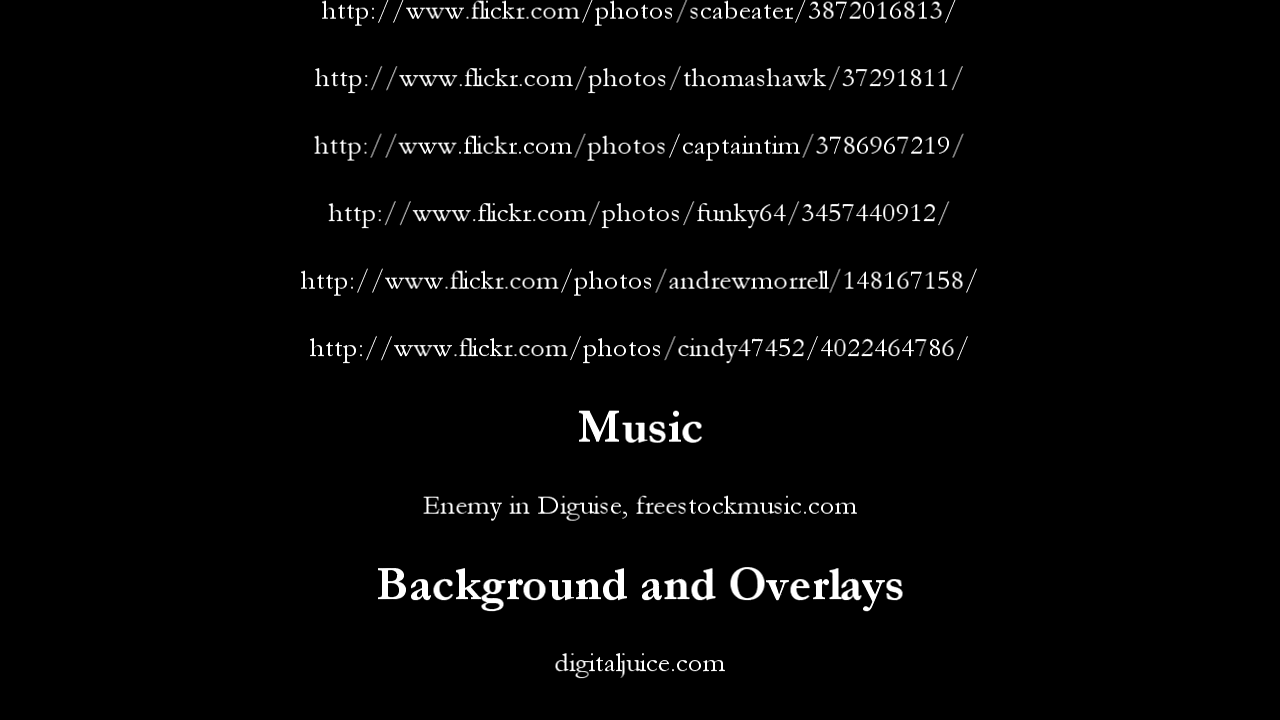 http://www.flickr.com/photos/scabeater/3872016813/
http://www.flickr.com/photos/thomashawk/37291811/
http://www.flickr.com/photos/captaintim/3786967219/
http://www.flickr.com/photos/funky64/3457440912/
http://www.flickr.com/photos/andrewmorrell/148167158/
http://www.flickr.com/photos/cindy47452/4022464786/
Music
Enemy in Diguise, freestockmusic.com
Background and Overlays
digitaljuice.com